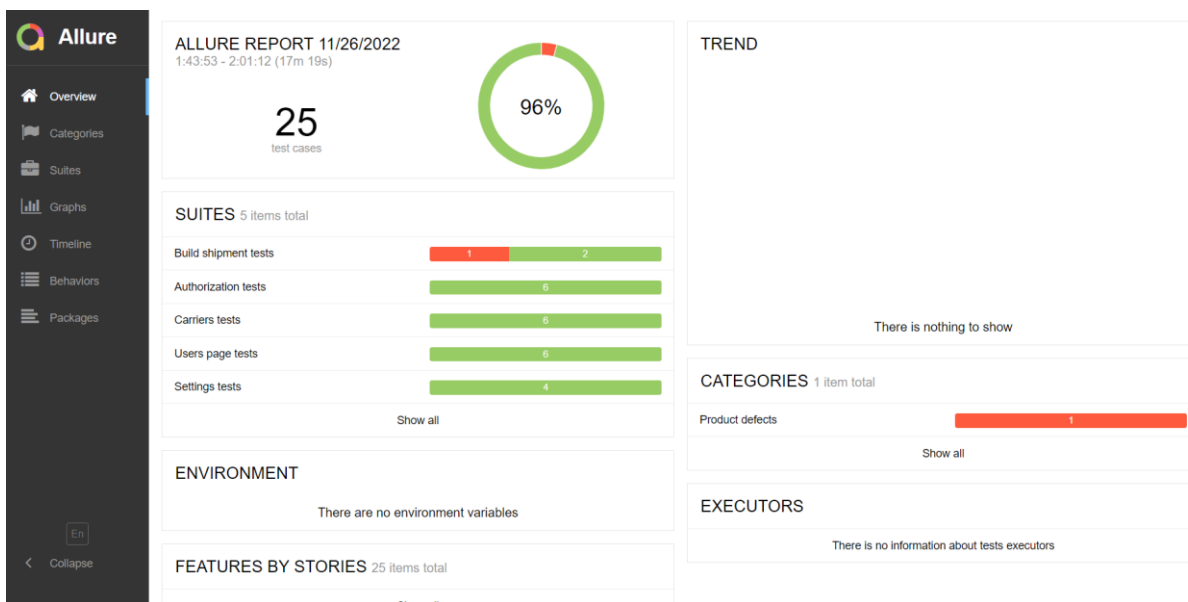 Allure
Overview
Categories
Suites
Graphs
Timeline
Behaviors
Packages
En
Collapse
ALLURE REPORT 11/26/2022
1:43:53 - 2:01:12 (17m 19s)
25
test cases
96%
SUITES 5 items total
Build shipment tests 1 2
Authorization tests 6
Carriers tests 6
Users page tests 6
Settings tests 4
Show all
ENVIRONMENT
There are no environment variables
FEATURES BY STORIES 25 items total
TREND
There is nothing to show
CATEGORIES 1 item total
Product defects 1
Show all
EXECUTORS
There is no information about tests executors